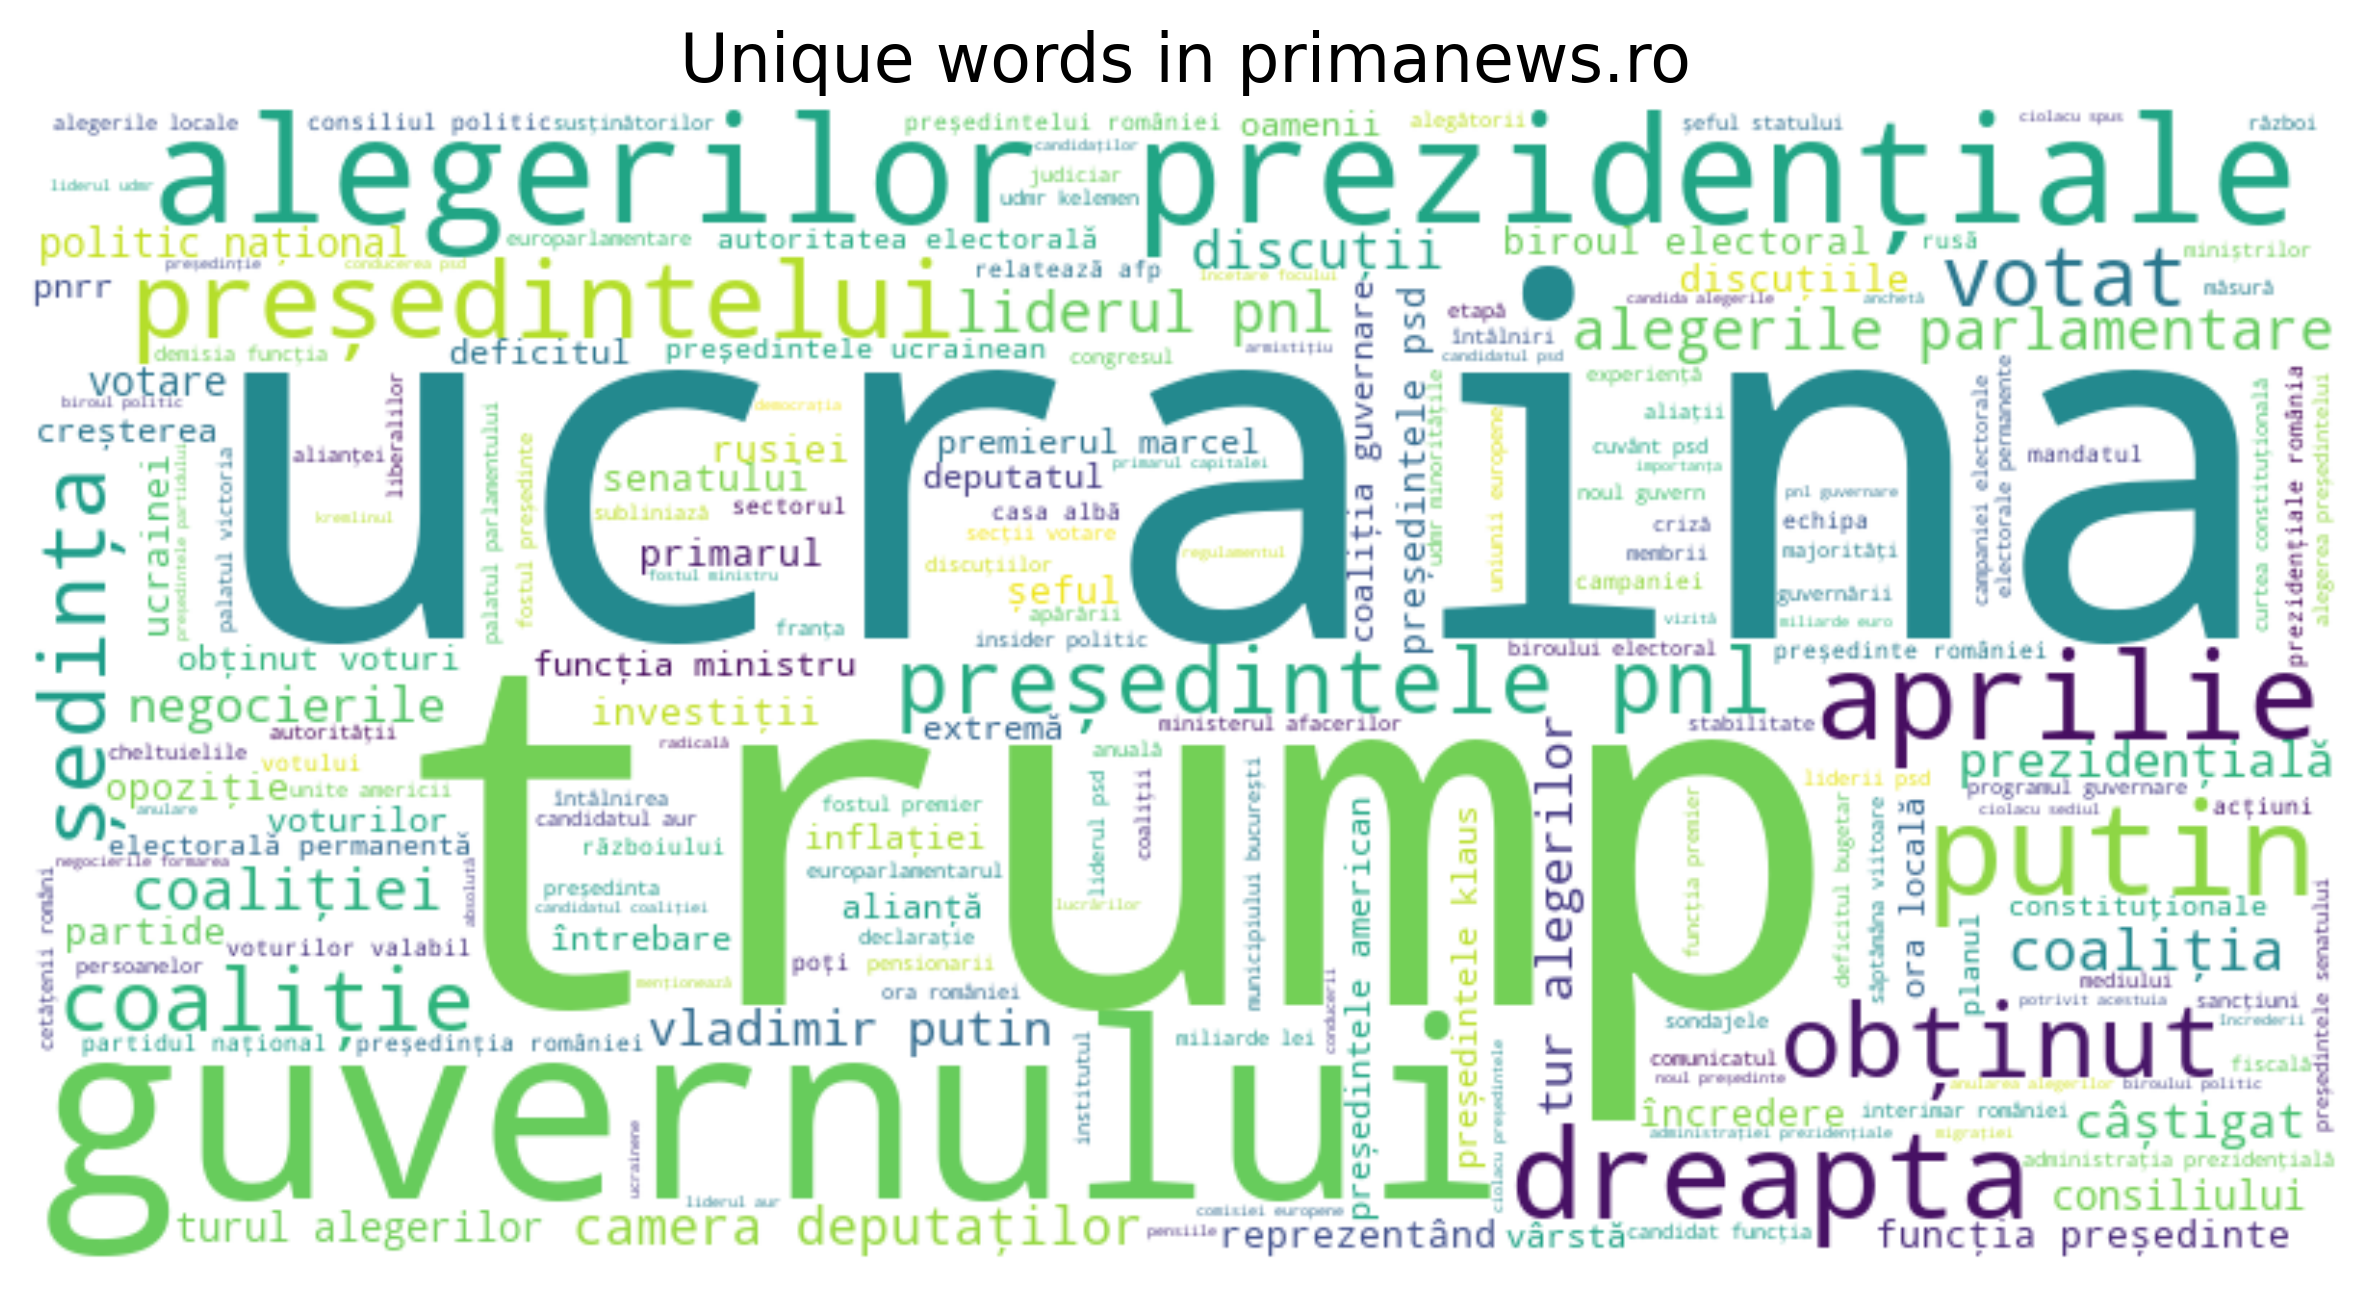 Unique words in primanews.ro
alegerile locale
consiliul politic
susținătorilor
președintelui româniei
oamenii
alegătorii
șeful statului
ciolacu spus
război
alegerilor prezidențiale
candidaților
judiciar
liderul udmr
udmr kelemen
politic național
europarlamentare
autoritatea electorală
discuții
biroul electoral
rusă
miniștrilor
președinție
conducerea psd
relatează afp
încetare focului
discuțiile
votat
pnrr
președintelui
liderul pnl
etapă
candida alegerile
anchetă
măsură
întâlniri
alegerile parlamentare
demisia funcția
deficitul
președintele ucrainean
congresul
armistițiu
candidatul psd
coaliția guvernare
președintele psd
votare
ucraina
experiență
biroul politic
liberalilor
democrația
aliații
creșterea
alianței
rusiei
premierul marcel
cuvânt psd
mandatul
senatului
deputatul
primarul capitalei
importanța
ședința
ucrainei
președintele partidului
palatul victoria
kremlinul
palatul parlamentului
fostul președinte
subliniază
sectorul
casa albă
secții votare
noul guvern
pnl guvernare
criză
echipa
primarul
fostul ministru
regulamentul
discuțiilor
membrii
majorități
șeful
campaniei
guvernării
apărării
franța
insider politic
vizită
miliarde euro
udmr minoritățile
uniunii europene
campaniei electorale
electorale permanente
curtea constituțională
prezidențiale românia
alegerea președintelui
obținut voturi
funcția ministru
președintele pnl
biroului electoral
președinte româniei
aprilie
negocierile
investiții
extremă
ministerul afacerilor
stabilitate
autorității
radicală
cheltuielile
votului
trump
anuală
prezidențială
opoziție
unite americii
întâlnirea
fostul premier
liderii psd
programul guvernare
anulare
voturilor
candidatul aur
ciolacu sediul
acțiuni
electorală permanentă
războiului
inflației
putin
negocierile formarea
europarlamentarul
coaliției
președinta
candidatul coaliției
alianță
lucrărilor
constituționale
partide
voturilor valabil
întrebare
declarație
coaliția
persoanelor
poți
pensionarii
menționează
mediului
coaliție
ora româniei
potrivit acestuia
sancțiuni
cetățenii români
absolută
liderul psd
coaliții
municipiului bucurești
președintele american
președintele klaus
tur alegerilor
funcția premier
deficitul bugetar
săptămâna viitoare
ora locală
planul
președintele senatului
partidul național
președinția româniei
vladimir putin
miliarde lei
conducerii
sondajele
obținut
încrederii
comunicatul
fiscală
guvernului
noul președinte
anularea alegerilor
biroului politic
institutul
încredere
interimar româniei
câștigat
administrației prezidențiale
migrației
ucrainene
ciolacu președintele
dreapta
administrația prezidențială
liderul aur
comisiei europene
consiliului
turul alegerilor
camera deputaților
pensiile
reprezentând
vârstă
candidat funcția
funcția președinte